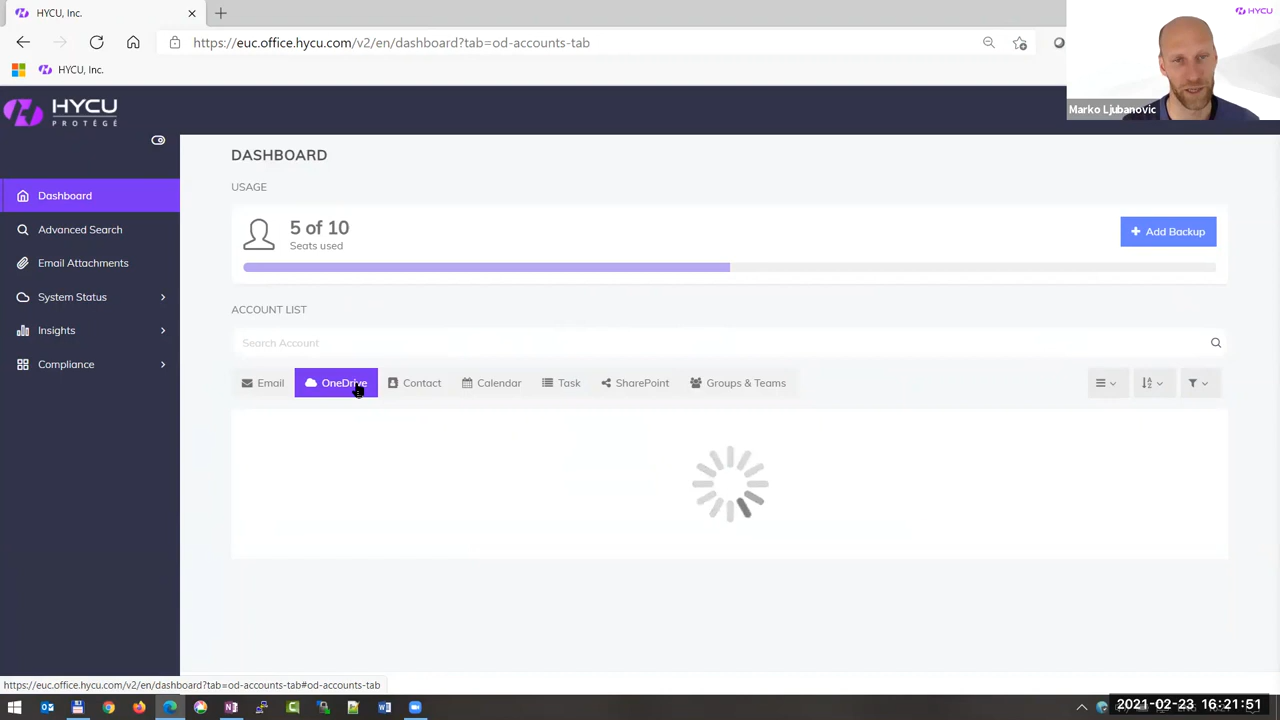 HYCU, Inc.
HYCU
https://euc.office.hycu.com/v2/en/dashboard?tab=od-accounts-tab
HYCU, Inc.
Marko Ljubanovic
HYCU
PROTÉGÉ
DASHBOARD
Dashboard
Advanced Search
Email Attachments
System Status
Insights
Compliance
USAGE
5 of 10
Seats used
Add Backup
ACCOUNT LIST
Search Account
Email
OneDrive
Contact
Calendar
Task
SharePoint
Groups & Teams
https://euc.office.hycu.com/v2/en/dashboard?tab=od-accounts-tab#od-accounts-tab
2021-02-23 16:21:51